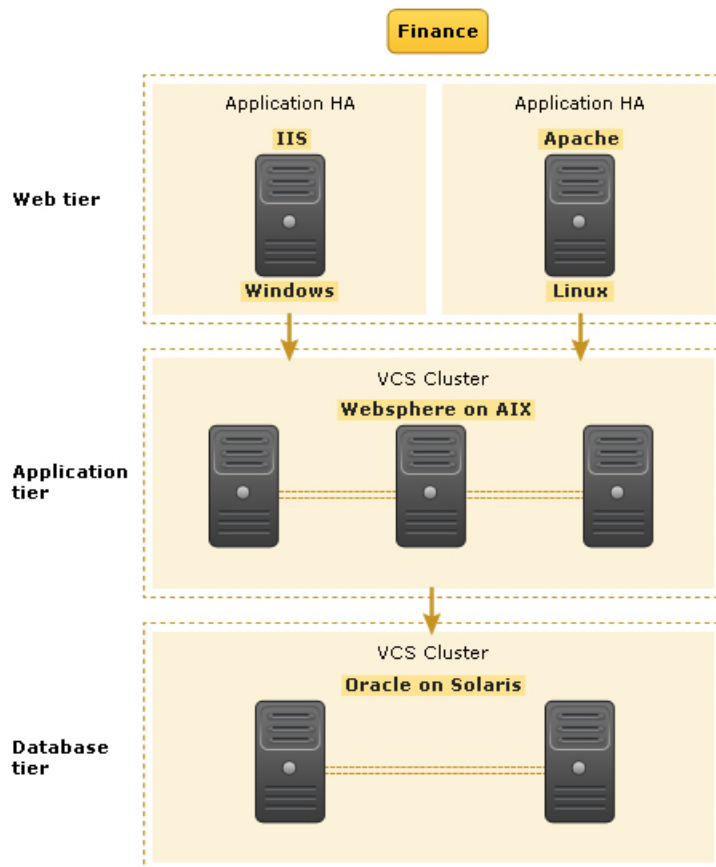 Finance
Application HA
IIS
Windows
Application HA
Apache
Linux
Web tier
VCS Cluster
Websphere on AIX
Application
tier
VCS Cluster
Oracle on Solaris
Database
tier